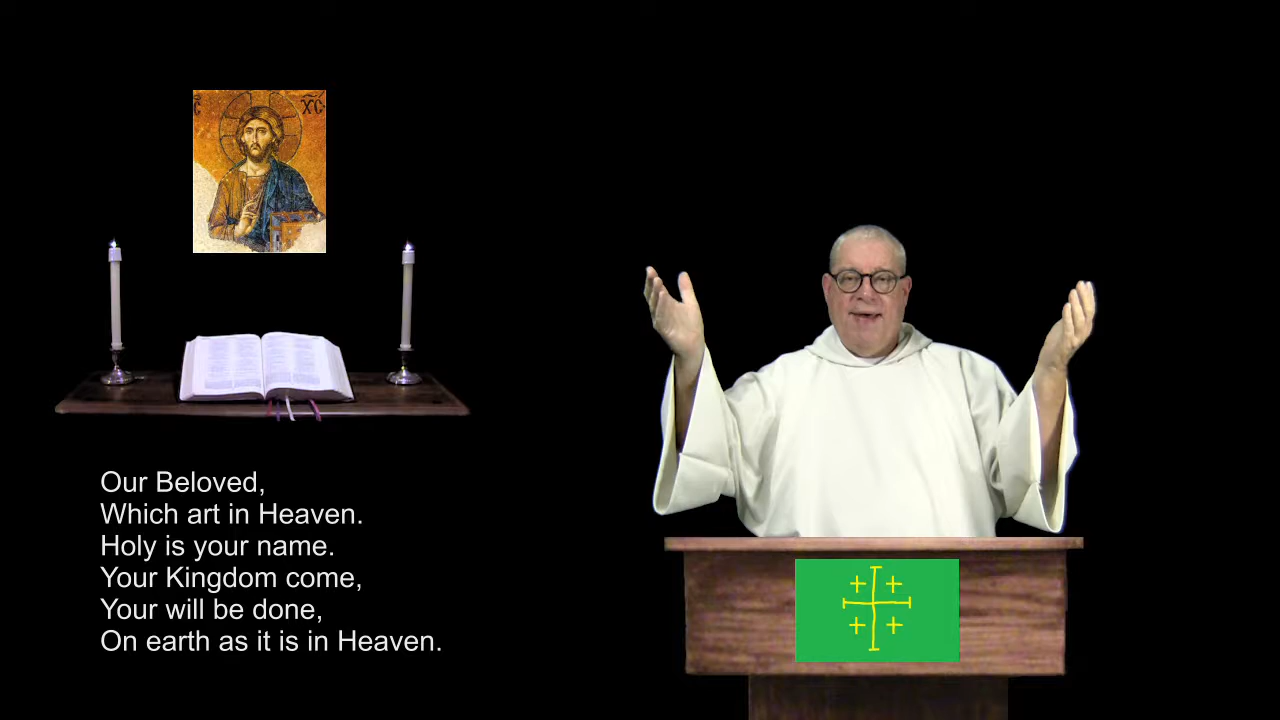 C
XC
Our Beloved,
Which art in Heaven.
Holy is your name.
Your Kingdom come,
Your will be done,
On earth as it is in Heaven.